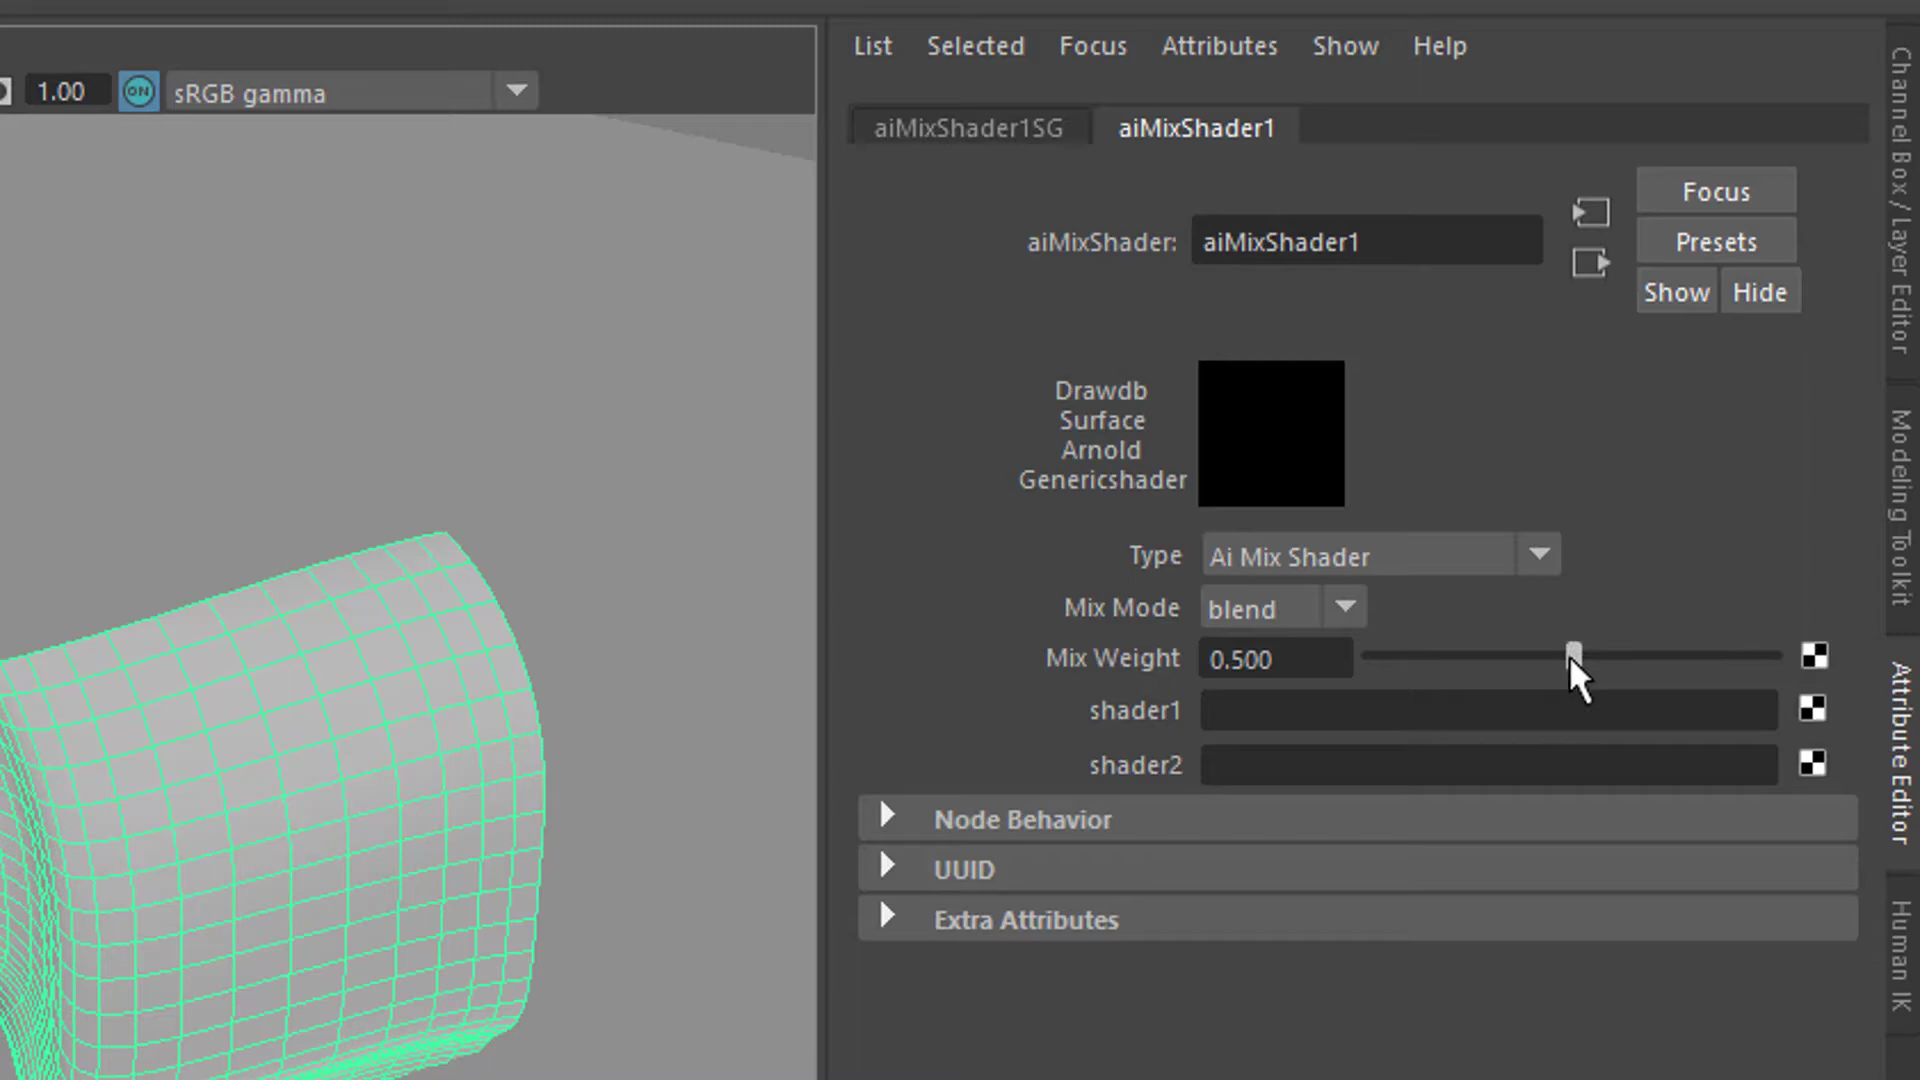 List Selected Focus Attributes Show Help
1.00 ON sRGB gamma
aiMixShader1SG aiMixShader1
Focus
aiMixShader: aiMixShader1 Presets
Show Hide
Drawdb
Surface
Arnold
Genericshader
Type Ai Mix Shader
Mix Mode blend
Mix Weight 0.500
shader1
shader2
Node Behavior
UUID
Extra Attributes
Channel Box / Layer Editor
Modeling Toolkit
Attribute Editor
Human IK